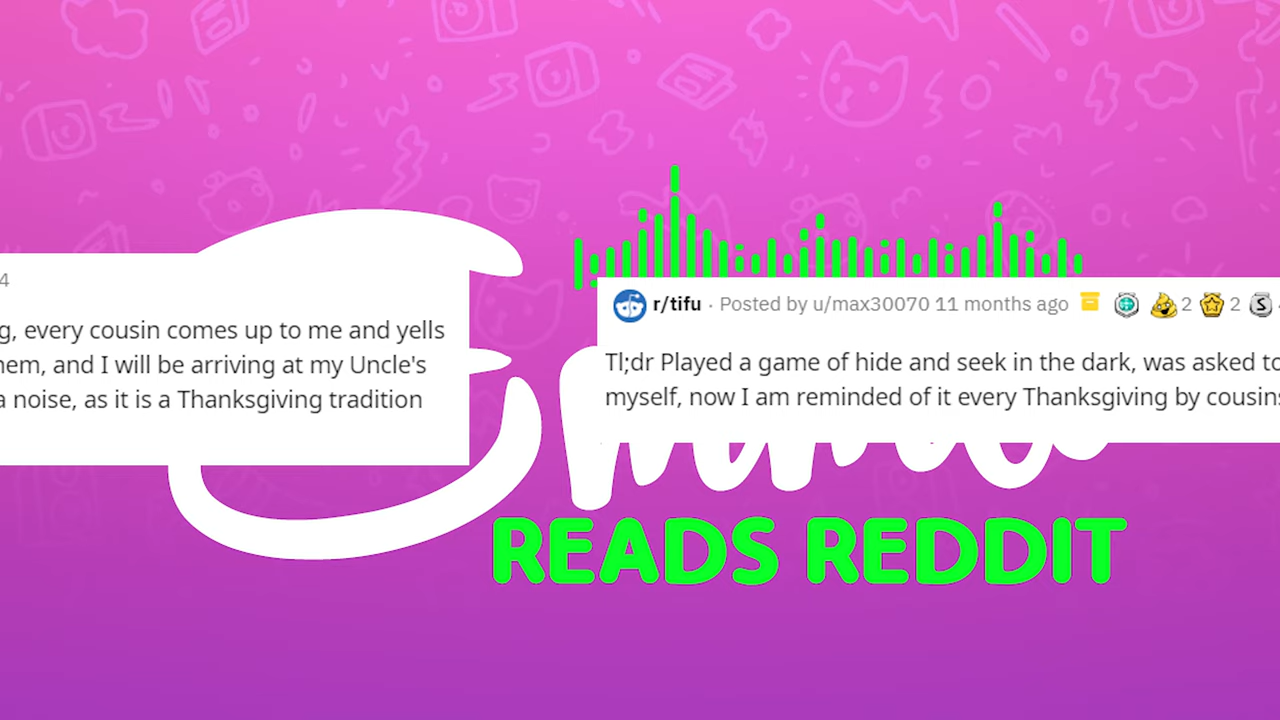 4
g, every cousin comes up to me and yells
hem, and I will be arriving at my Uncle's
a noise, as it is a Thanksgiving tradition
r/tifu · Posted by u/max30070 11 months ago 2 2 S
Tl;dr Played a game of hide and seek in the dark, was asked to
myself, now I am reminded of it every Thanksgiving by cousins
READS REDDIT